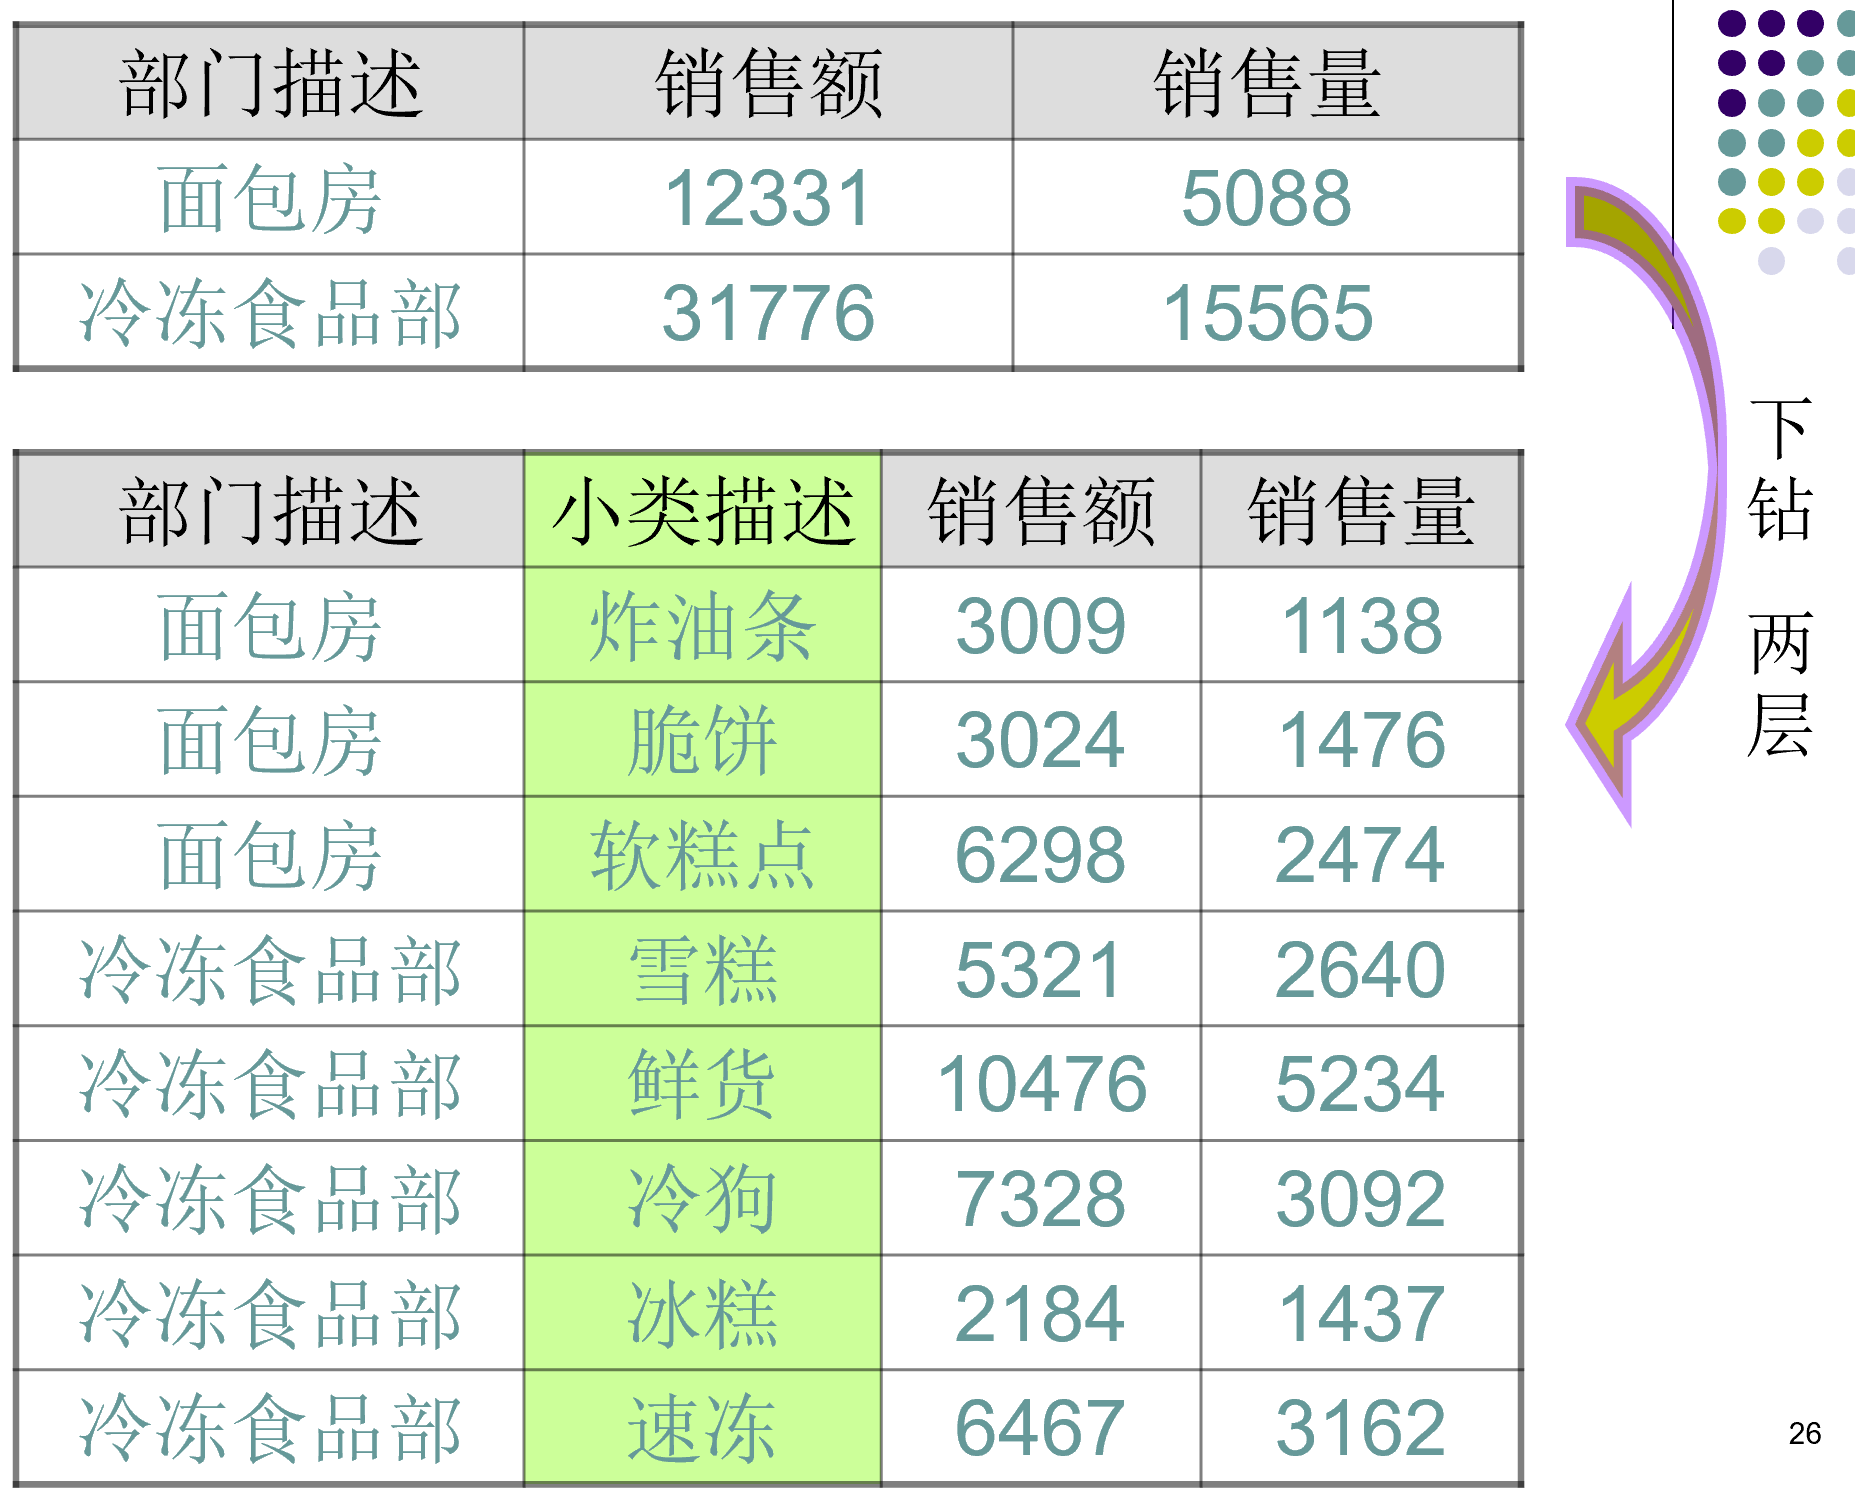 部门描述 销售额 销售量
面包房 12331 5088
冷冻食品部 31776 15565
部门描述 小类描述 销售额 销售量
面包房 炸油条 3009 1138
面包房 脆饼 3024 1476
面包房 软糕点 6298 2474
冷冻食品部 雪糕 5321 2640
冷冻食品部 鲜货 10476 5234
冷冻食品部 冷狗 7328 3092
冷冻食品部 冰糕 2184 1437
冷冻食品部 速冻 6467 3162
下钻 两层
26